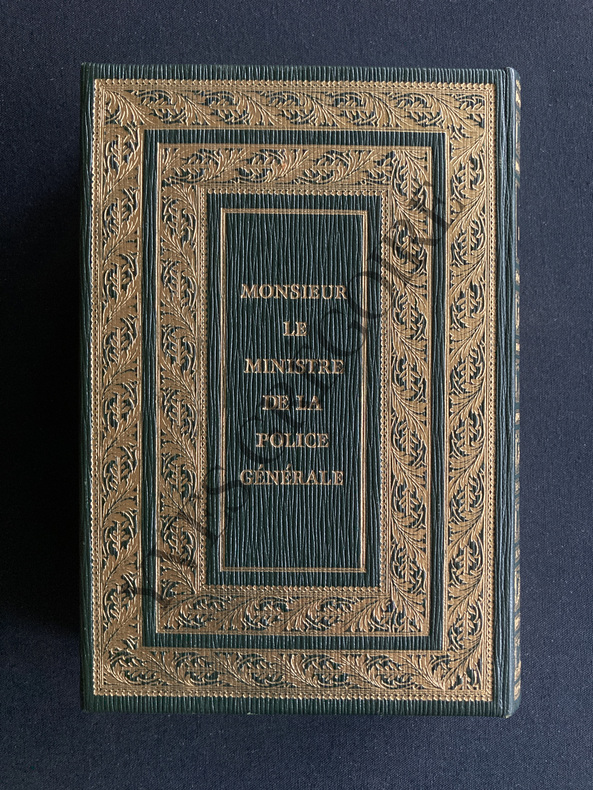 MONSIEUR
LE
MINISTRE
DE LA
POLICE
GÉNÉRALE